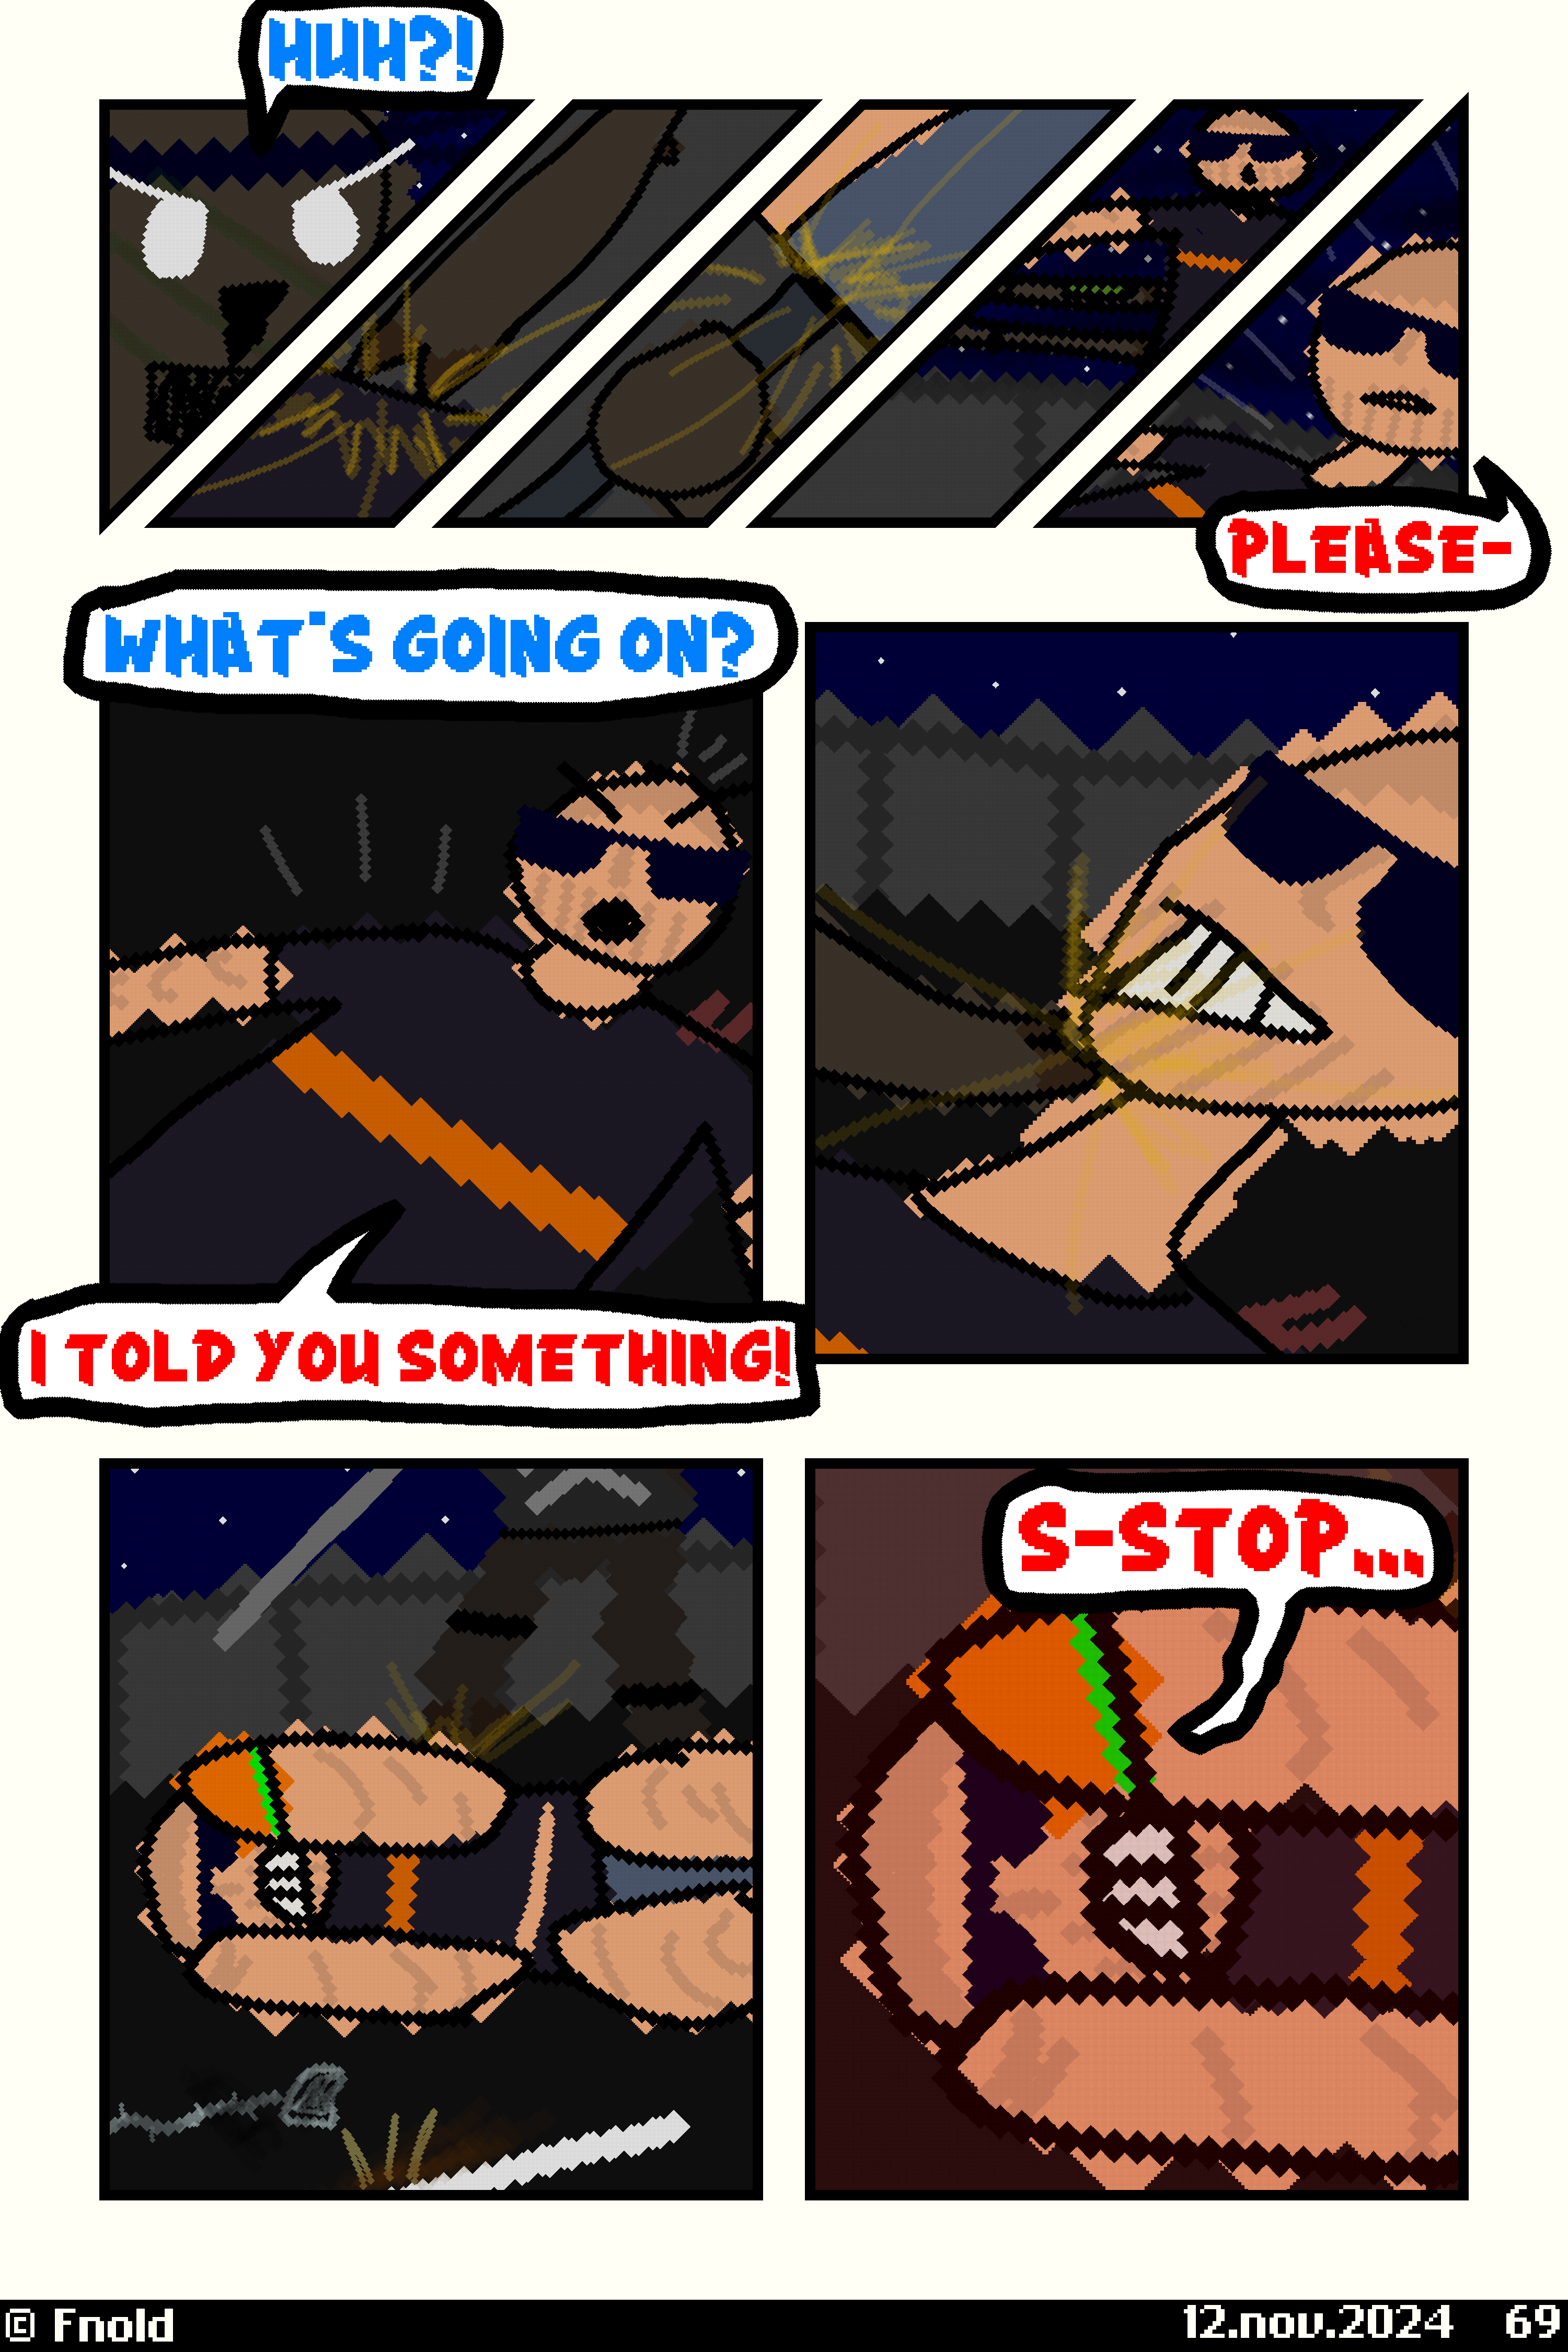 HUH?!
PLEASE-
WHAT'S GOING ON?
I TOLD YOU SOMETHING!
S-STOP...
© Fnold 12.nov.2024 69